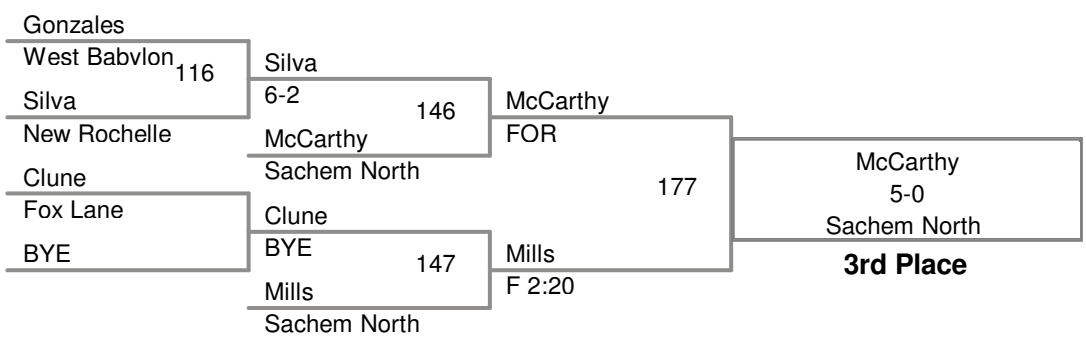 Gonzales
West Babvlon
116
Silva
New Rochelle
Clune
Fox Lane
BYE
Silva
6-2
146
McCarthy
Sachem North
Clune
BYE
147
Mills
Sachem North
McCarthy
FOR
177
Mills
F 2:20
McCarthy
5-0
Sachem North
3rd Place